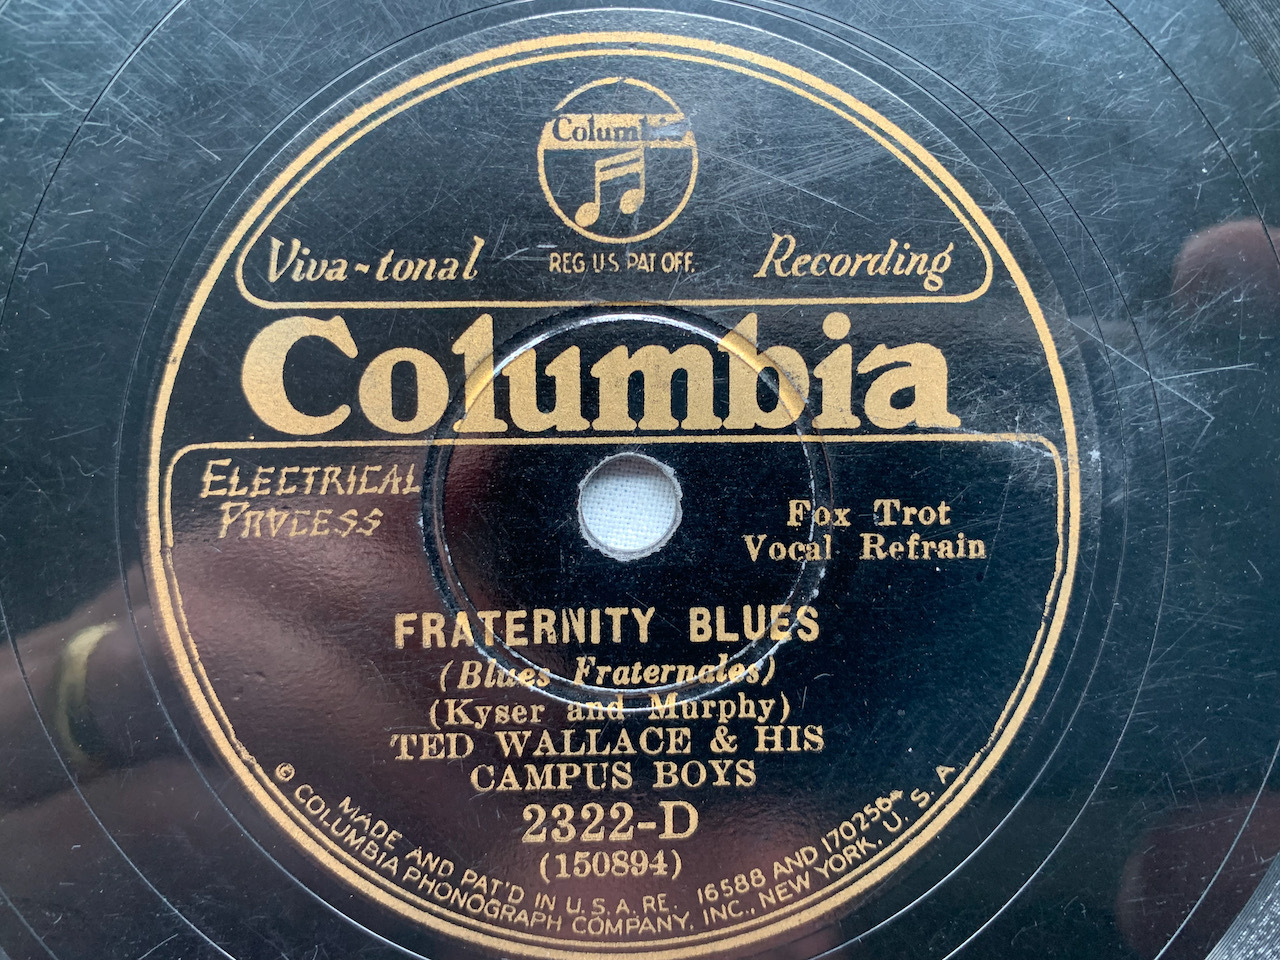 Columbia
REG. U.S. PAT. OFF.
Viva-tonal Recording
Columbia
ELECTRICAL
PROCESS
Fox Trot
Vocal Refrain
FRATERNITY BLUES
(Blues Fraternales)
(Kyser and Murphy)
TED WALLACE & HIS
CAMPUS BOYS
2322-D
(150894)
MADE AND PAT'D IN U.S.A. RE. 16588 AND 1702564
© COLUMBIA PHONOGRAPH COMPANY, INC., NEW YORK, U.S.A.